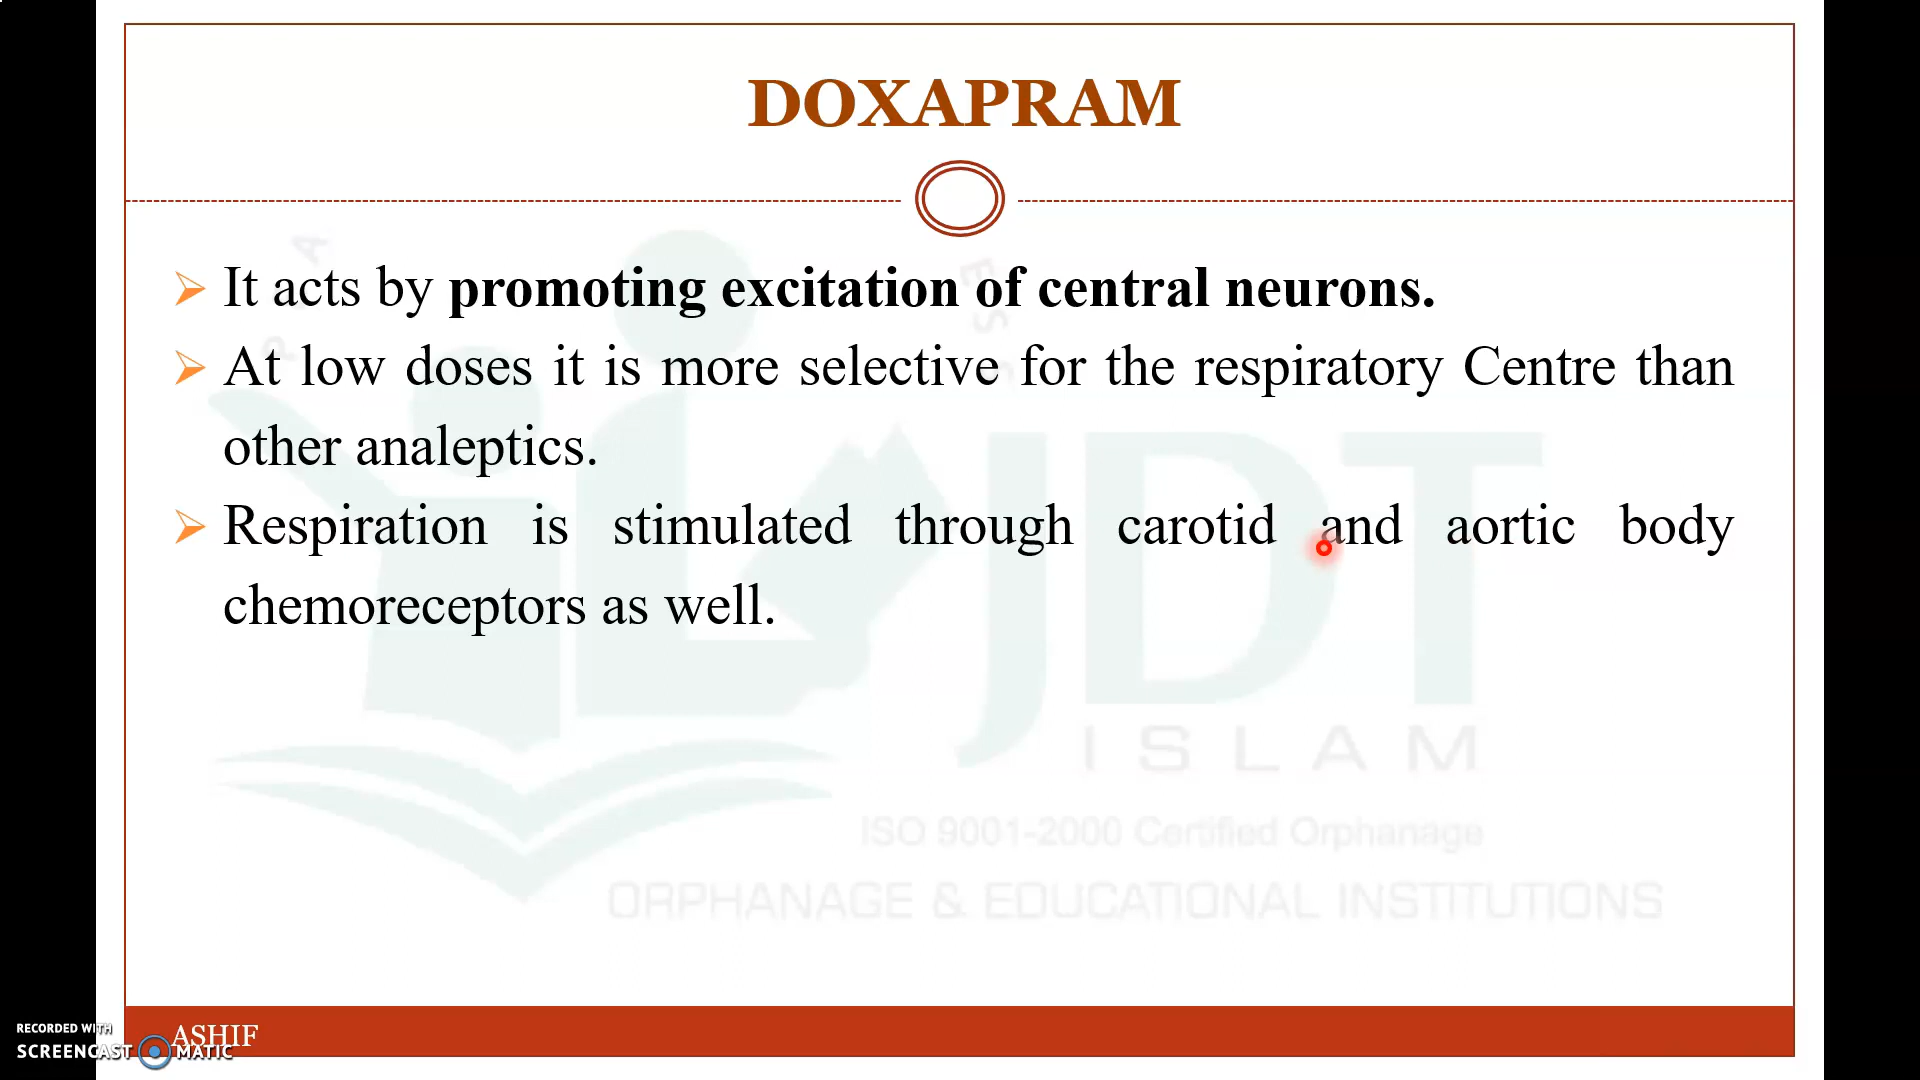 DOXAPRAM
It acts by promoting excitation of central neurons.
At low doses it is more selective for the respiratory Centre than
other analeptics.
Respiration is stimulated through carotid and aortic body
chemoreceptors as well.
JDT
ISLAM
ISO 9001-2000 Certified Orphanage
ORPHANAGE & EDUCATIONAL INSTITUTIONS
ASHIF
RECORDED WITH
SCREENCAST MATIC